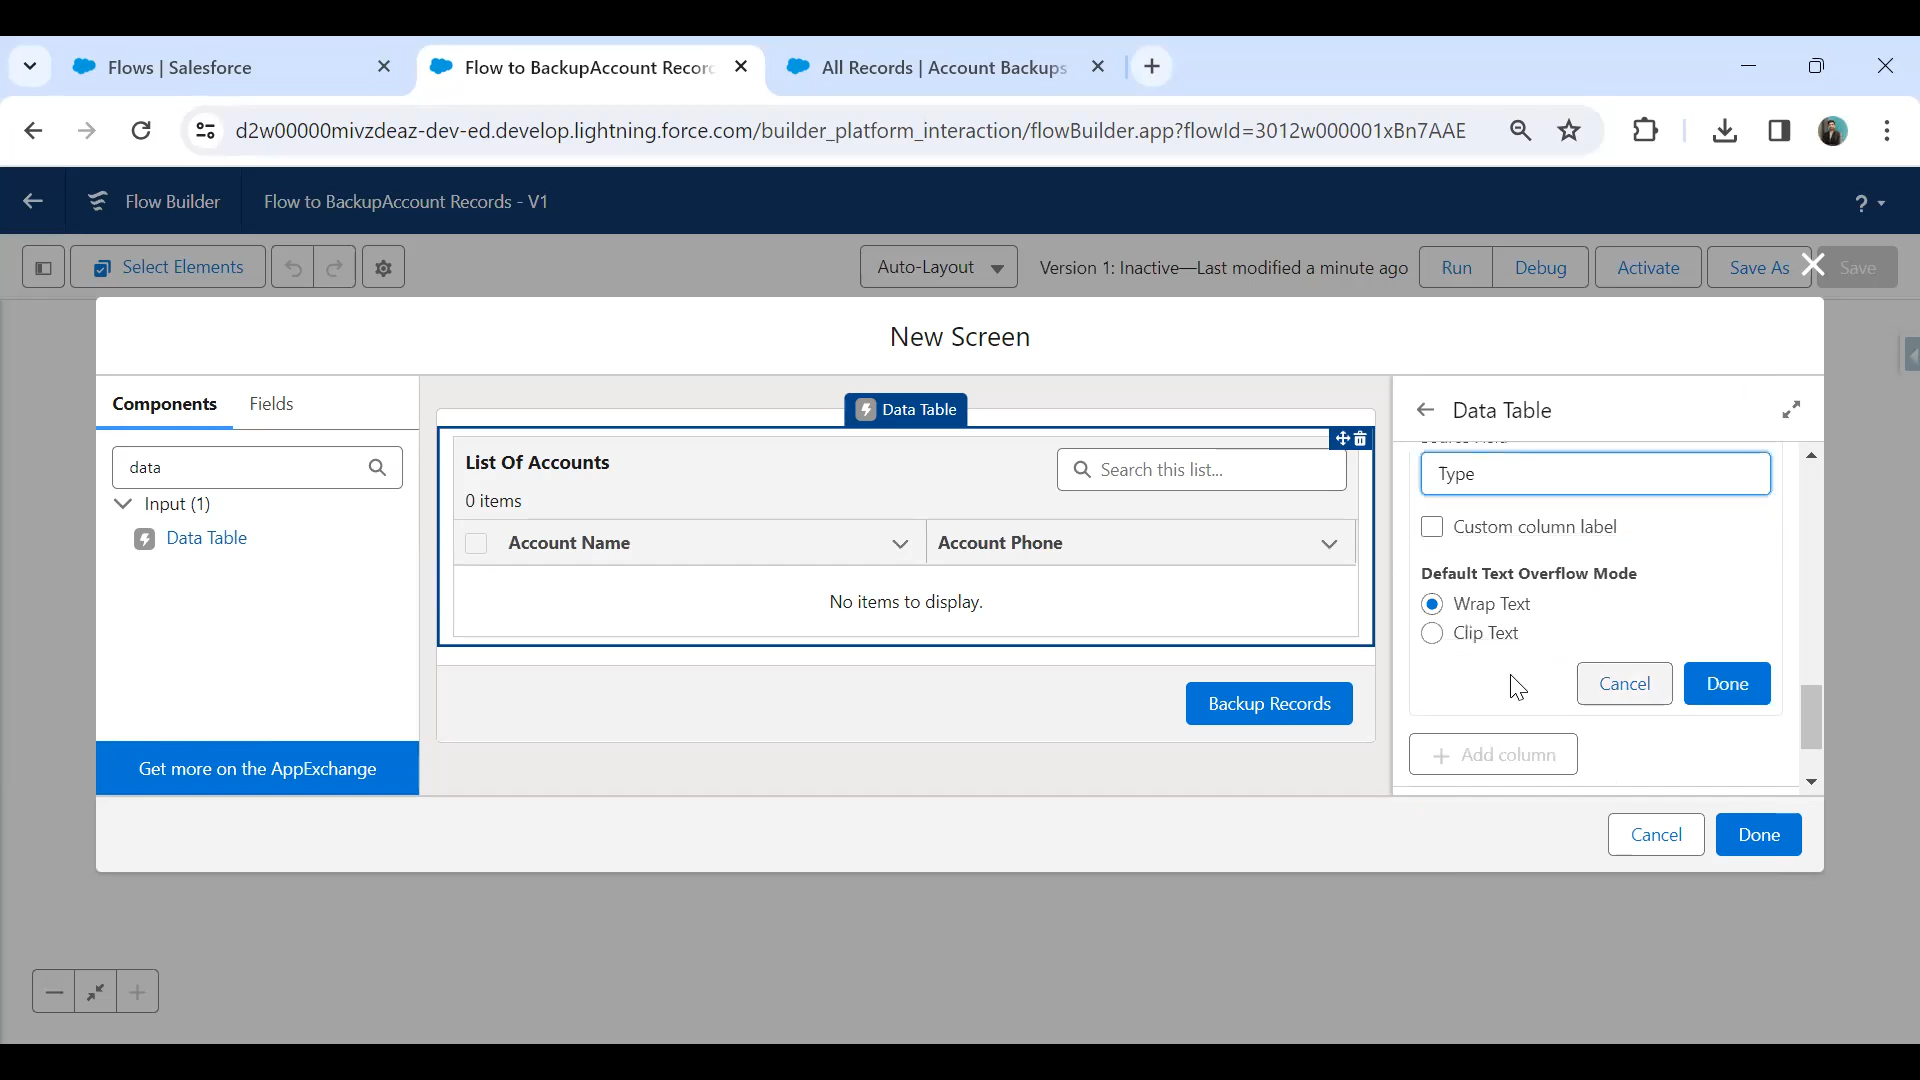 Flows | Salesforce
Flow to BackupAccount Recor
All Records | Account Backups
d2w00000mivzdeaz-dev-ed.develop.lightning.force.com/builder_platform_interaction/flowBuilder.app?flowId=3012w000001xBn7AAE
Flow Builder
Flow to BackupAccount Records - V1
?
Select Elements
Auto-Layout
Version 1: Inactive—Last modified a minute ago
Run
Debug
Activate
Save As
Save
New Screen
Components
Fields
data
Input (1)
Data Table
Get more on the AppExchange
Data Table
List Of Accounts
Search this list...
0 items
Account Name
Account Phone
No items to display.
Backup Records
Data Table
Type
Custom column label
Default Text Overflow Mode
Wrap Text
Clip Text
Cancel
Done
Add column
Cancel
Done